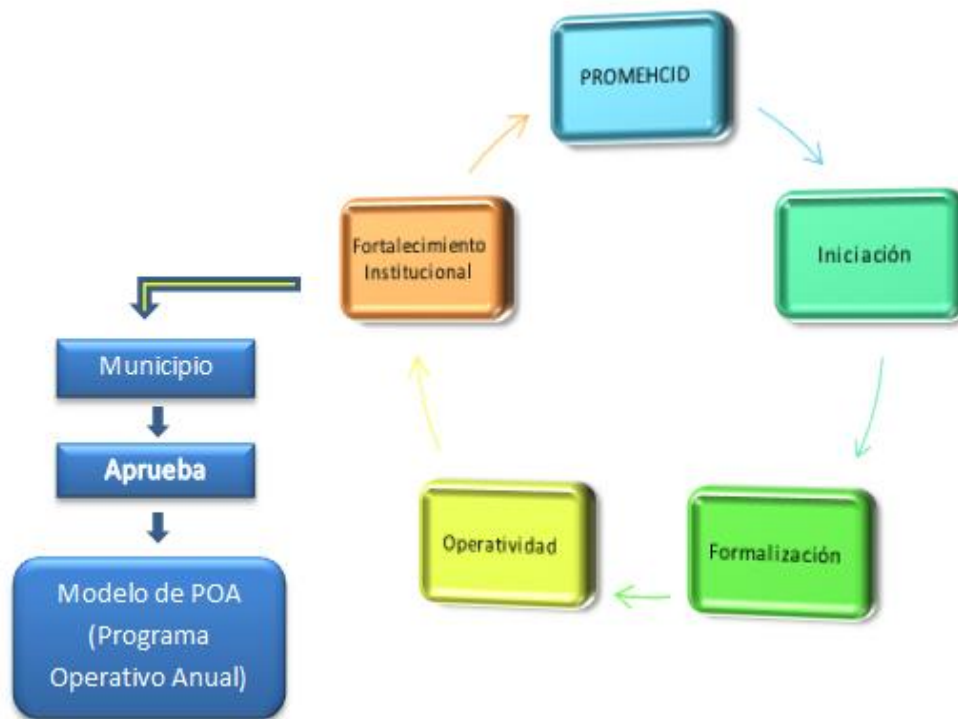 PROMEHCID
Iniciación
Formalización
Operatividad
Fortalecimiento
Institucional
Municipio
Aprueba
Modelo de POA
(Programa
Operativo Anual)